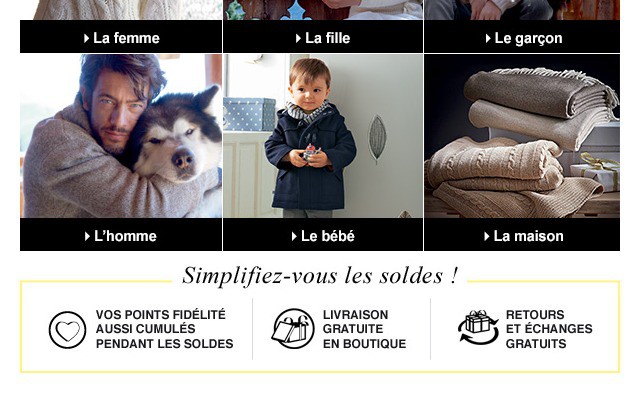 La femme
La fille
Le garçon
L'homme
Le bébé
La maison
Simplifiez-vous les soldes !
VOS POINTS FIDÉLITÉ
AUSSI CUMULÉS
PENDANT LES SOLDES
LIVRAISON
GRATUITE
EN BOUTIQUE
RETOURS
ET ÉCHANGES
GRATUITS